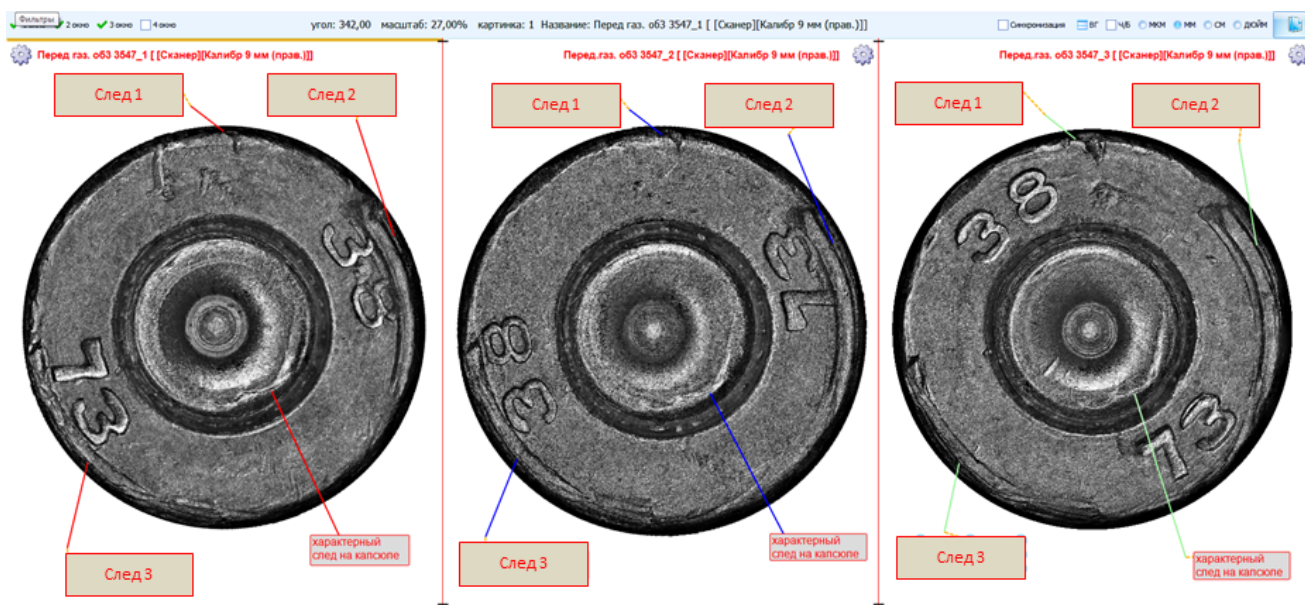 Фильтры
2 окно
3 окно
4 окно
угол: 342,00 масштаб: 27,00% картинка: 1 Название: Перед газ. об3 3547_1 [ [Сканер][Калибр 9 мм (прав.)]]
Синхронизация
ВГ
Ч/Б
МКМ
ММ
СМ
ДЮЙМ
Перед.газ. об3 3547_1 [ [Сканер][Калибр 9 мм (прав.)]]
След 1
След 2
38
73
След 3
характерный
след на капсюле
Перед.газ. об3 3547_2 [ [Сканер][Калибр 9 мм (прав.)]]
След 1
След 2
73
38
След 3
характерный
след на капсюле
Перед.газ. об3 3547_3 [ [Сканер][Калибр 9 мм (прав.)]]
След 1
След 2
38
73
След 3
характерный
след на капсюле